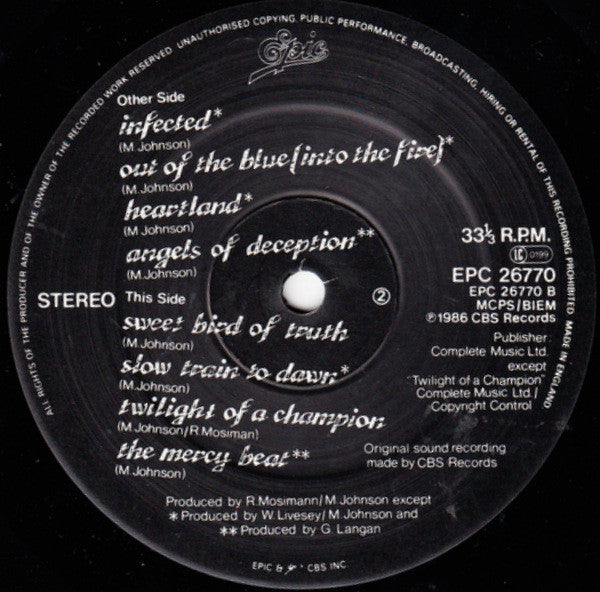 ALL RIGHTS OF THE PRODUCER AND OF THE OWNER OF THE RECORDED WORK RESERVED. UNAUTHORISED COPYING, PUBLIC PERFORMANCE, BROADCASTING, HIRING OR RENTAL OF THIS RECORDING PROHIBITED. MADE IN ENGLAND
Epic
Other Side
infected*
(M.Johnson)
out of the blue [into the fire]*
(M.Johnson)
heartland*
(M.Johnson)
angels of deception**
(M.Johnson)
STEREO
This Side
sweet bird of truth
(M.Johnson)
slow train to dawn*
(M.Johnson)
twilight of a champion
(M.Johnson/R.Mosiman)
the mercy beat**
(M.Johnson)
2
33⅓ R.P.M.
LC 0199
EPC 26770
EPC 26770 B
MCPS/BIEM
℗1986 CBS Records
Publisher:
Complete Music Ltd.
except
"Twilight of a Champion"
Complete Music Ltd./
Copyright Control
Original sound recording
made by CBS Records
Produced by R.Mosimann/M.Johnson except
* Produced by W.Livesey/M.Johnson and
** Produced by G. Langan
EPIC & CBS INC.